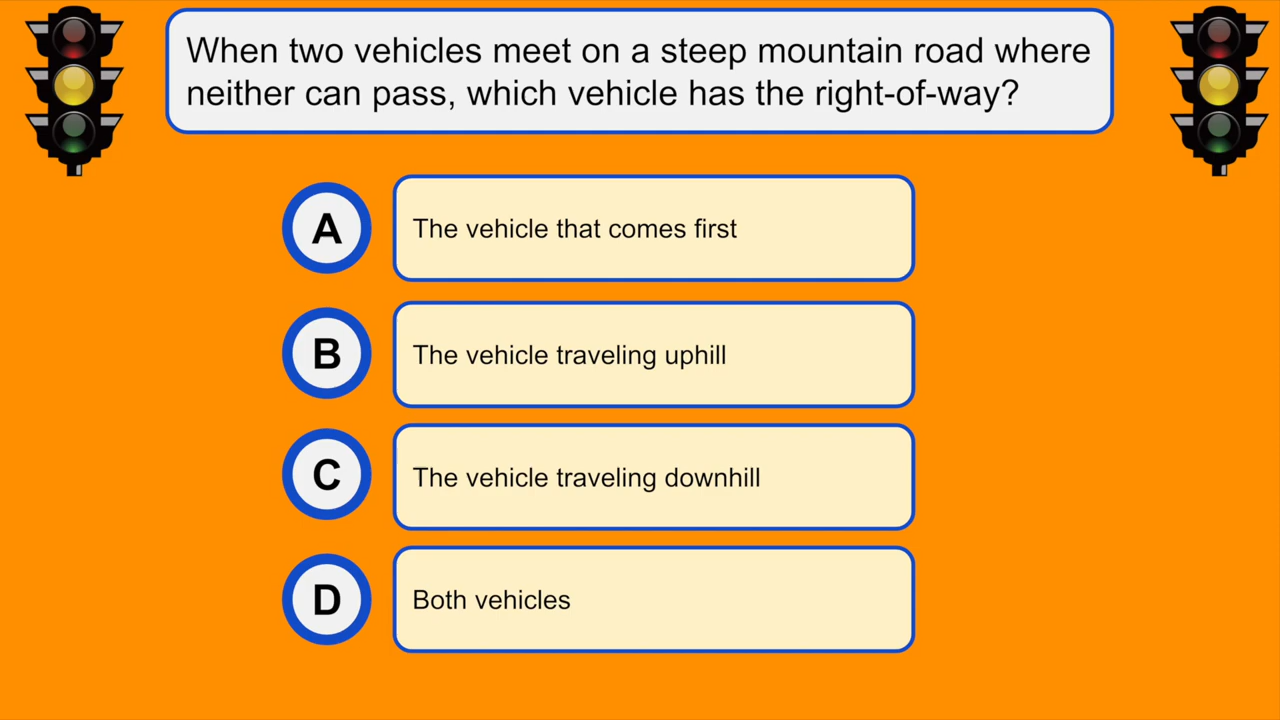 When two vehicles meet on a steep mountain road where
neither can pass, which vehicle has the right-of-way?
A
The vehicle that comes first
B
The vehicle traveling uphill
C
The vehicle traveling downhill
D
Both vehicles